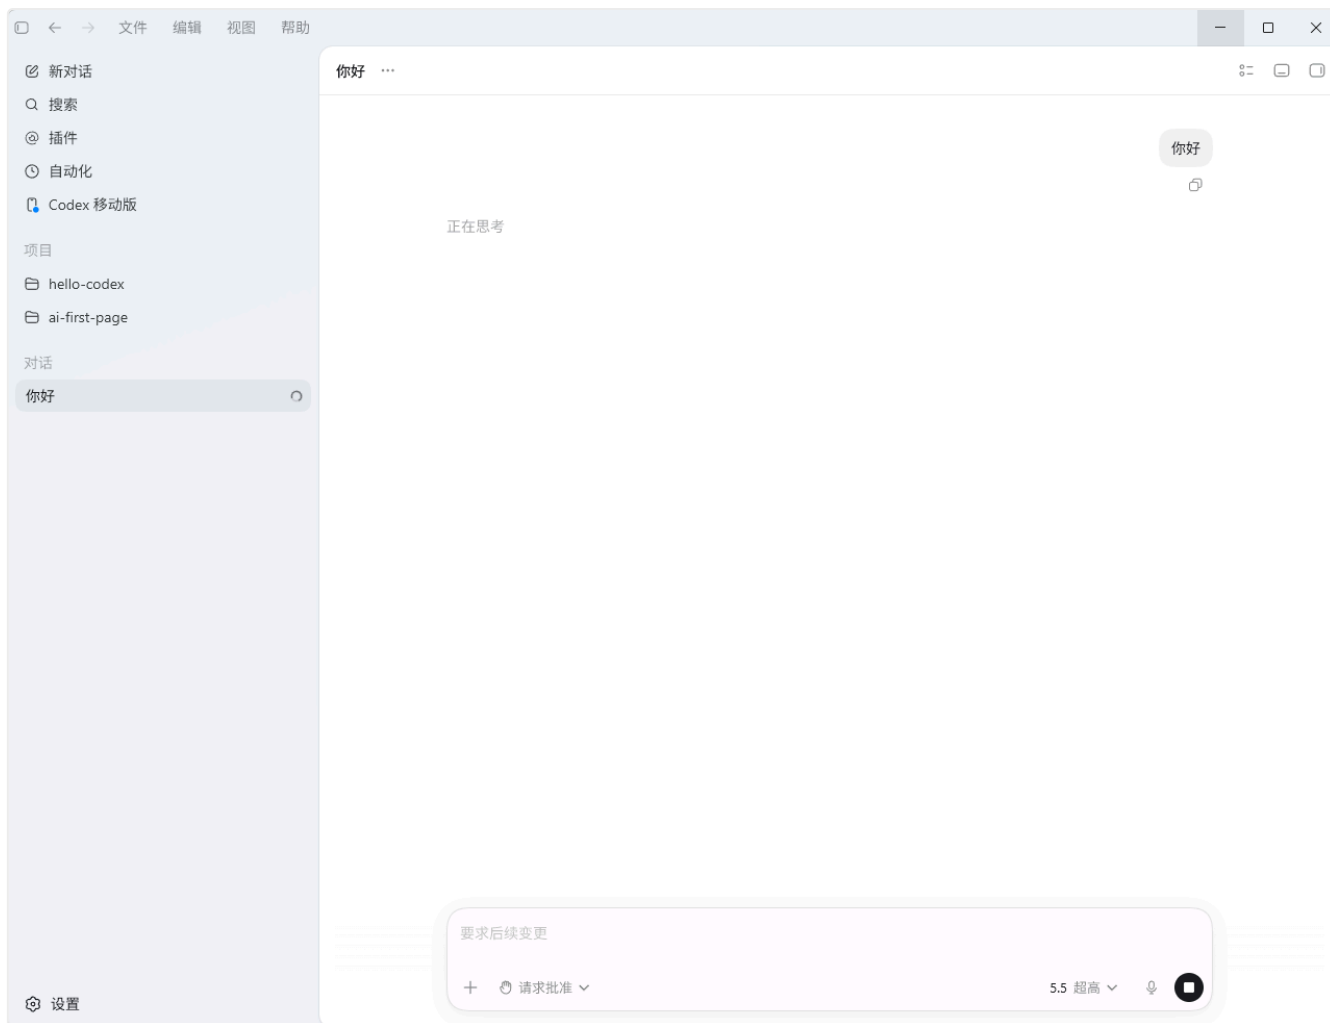 文件 编辑 视图 帮助
新对话
搜索
插件
自动化
Codex 移动版
项目
hello-codex
ai-first-page
对话
你好
设置
你好 ···
你好
正在思考
要求后续变更
请求批准
5.5 超高